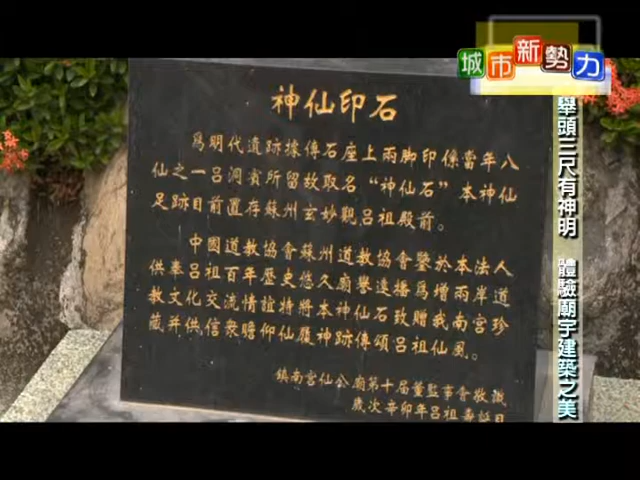 城市新勢力
舉頭三尺有神明 體驗廟宇建築之美
神仙印石
為明代遺跡據傳石座上兩脚印係當年八
仙之一呂洞賓所留故取名“神仙石”本神仙
足跡目前置存蘇州玄妙觀,呂祖殿前。
中國道教協會蘇州道教協會鑒於本法人
供奉呂祖百年歷史悠久廟譽遠播為增兩岸道
教文化交流情誼特將本神仙石致贈我南宮珍
藏,并供,信衆瞻仰仙履神跡傳頌呂祖仙風。
鎮南宮仙公廟第十屆董監事會敬識
歲次辛卯年呂祖壽誕日